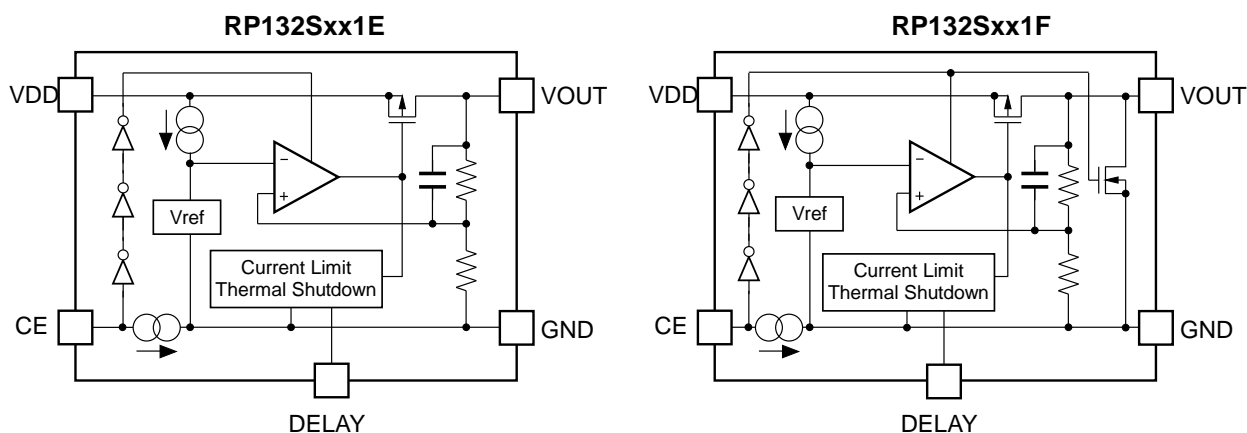 RP132Sxx1E
VDD
VOUT
−
+
Vref
Current Limit
Thermal Shutdown
CE
GND
DELAY
RP132Sxx1F
VDD
VOUT
−
+
Vref
Current Limit
Thermal Shutdown
CE
GND
DELAY